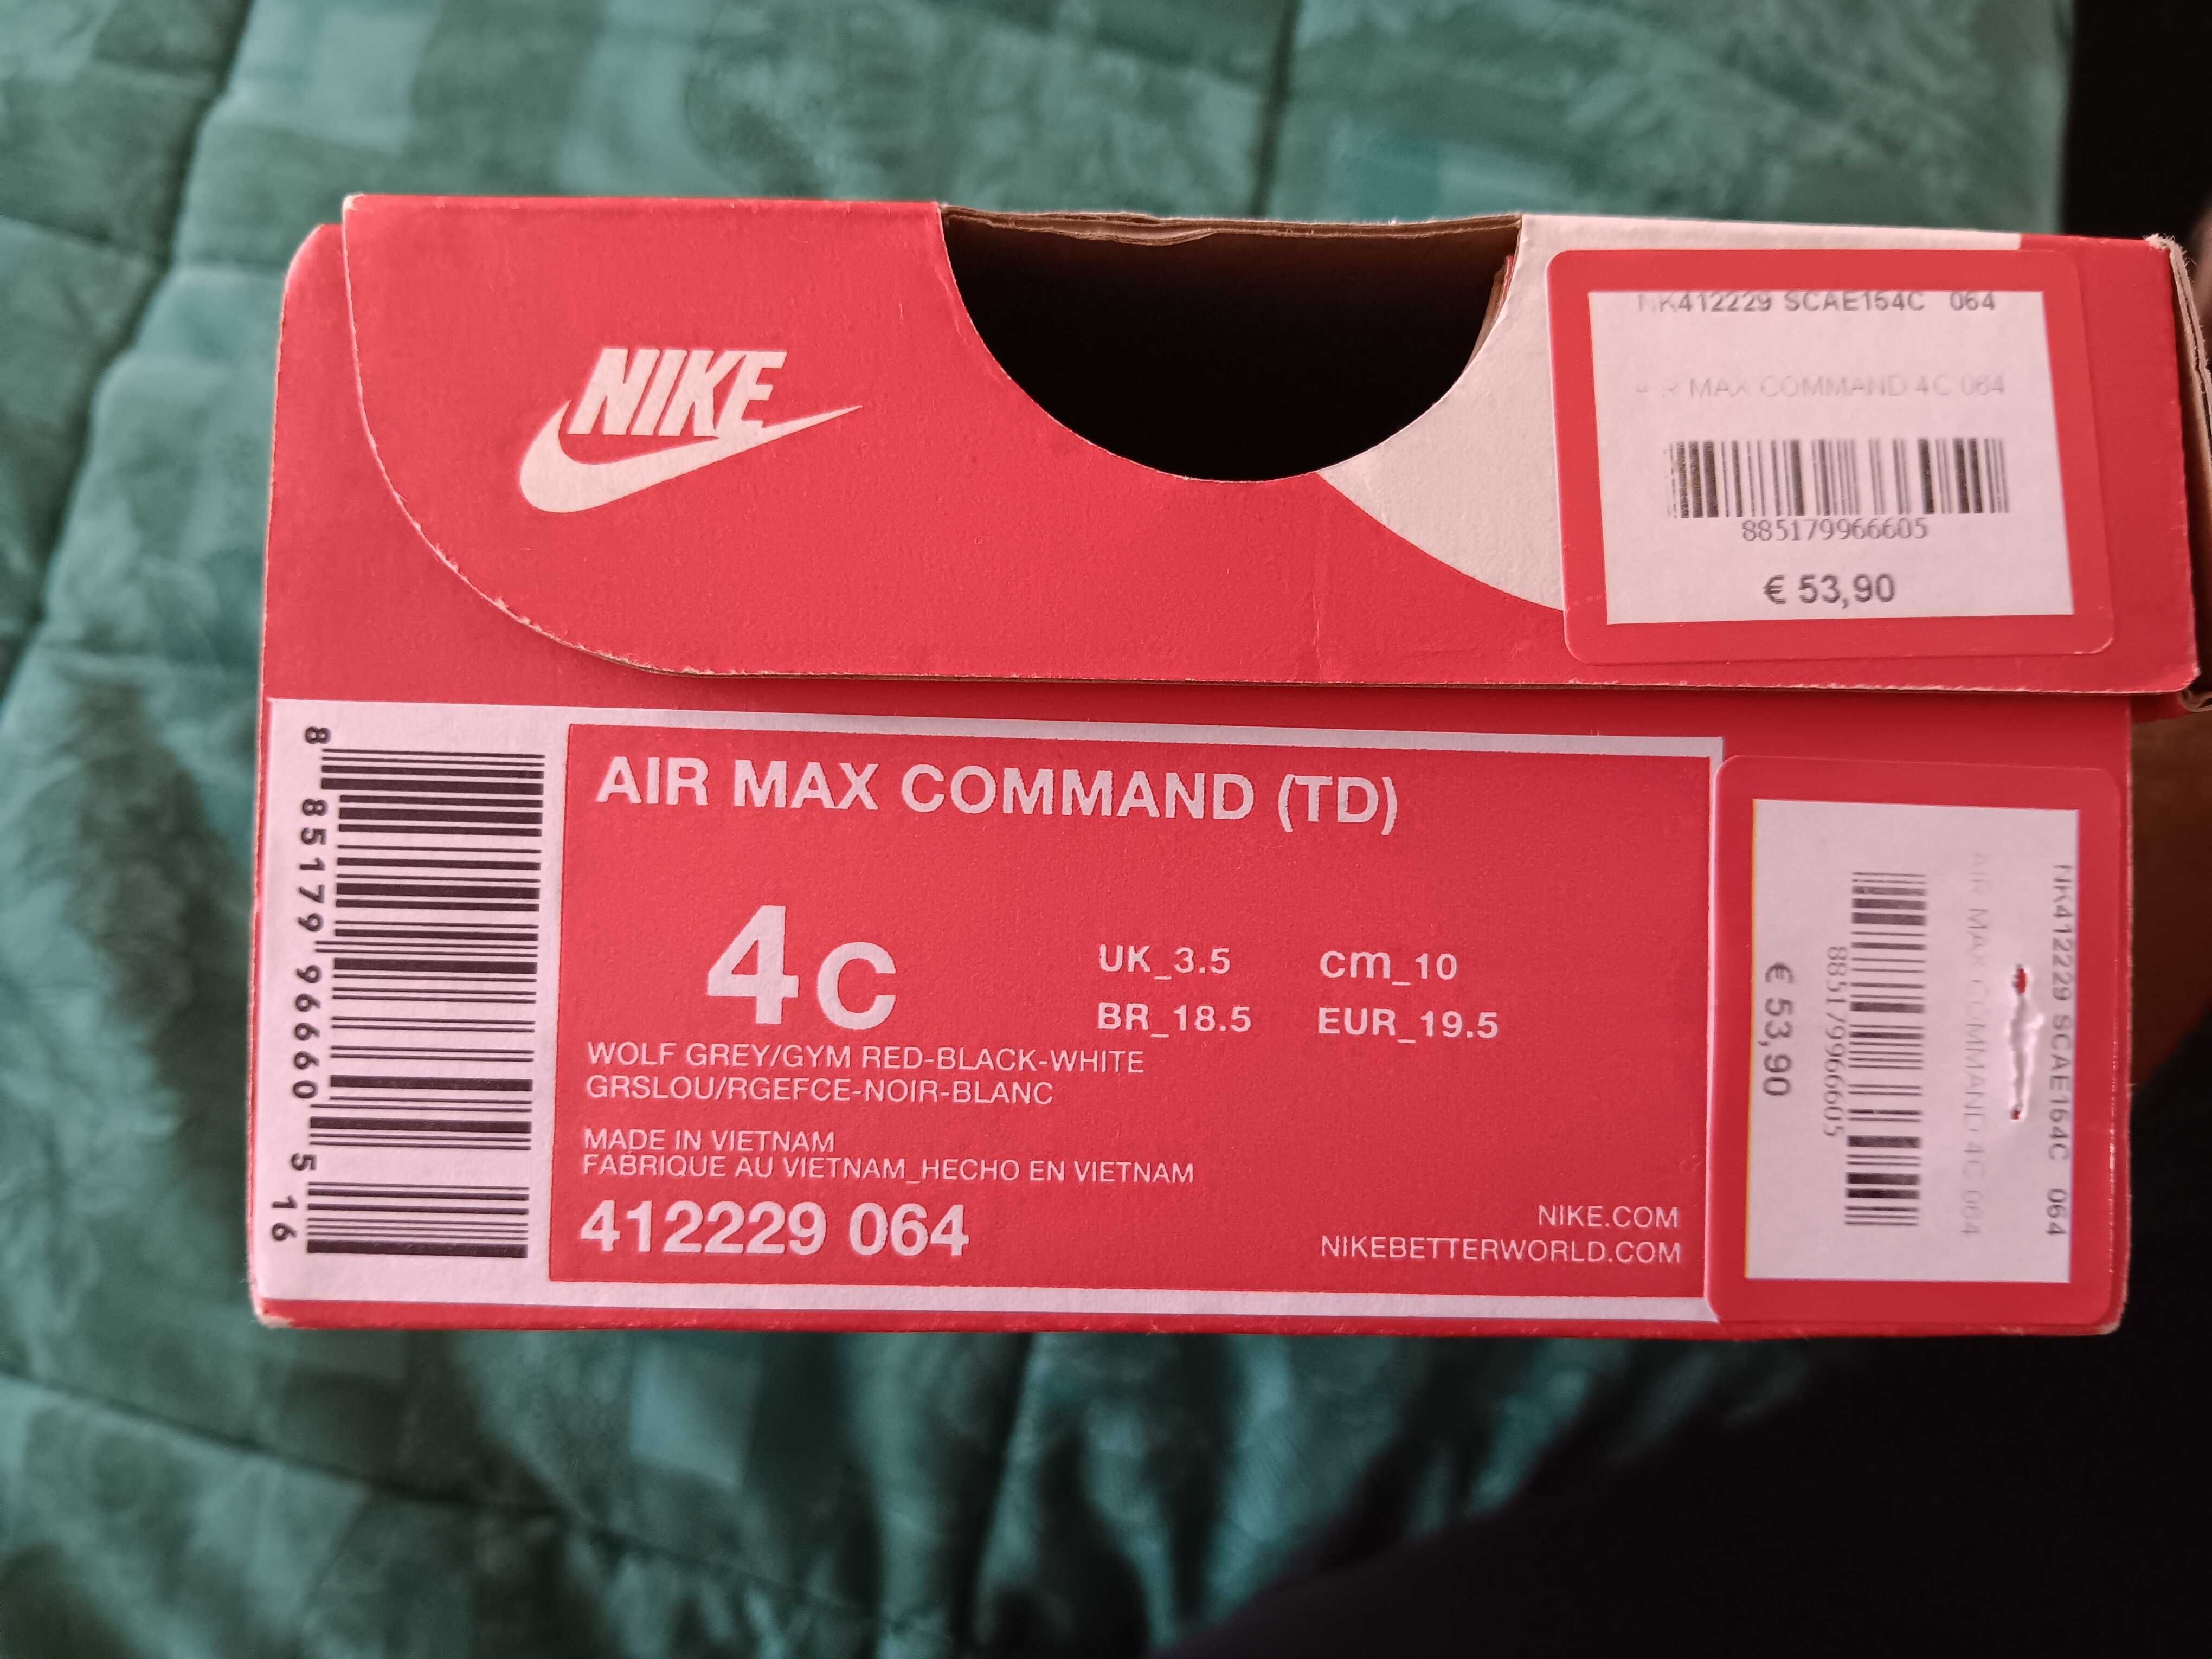 NIKE
NK412229 SCAE154C 064
AIR MAX COMMAND 4C 064
885179966605
€ 53,90
8 85179 96660 5 16
AIR MAX COMMAND (TD)
4C
UK_3.5 cm_10
BR_18.5 EUR_19.5
WOLF GREY/GYM RED-BLACK-WHITE
GRSLOU/RGEFCE-NOIR-BLANC
MADE IN VIETNAM
FABRIQUE AU VIETNAM_HECHO EN VIETNAM
412229 064
NIKE.COM
NIKEBETTERWORLD.COM
NK412229 SCAE164C 064
AIR MAX COMMAND 4C 064
885179966605
€ 53,90